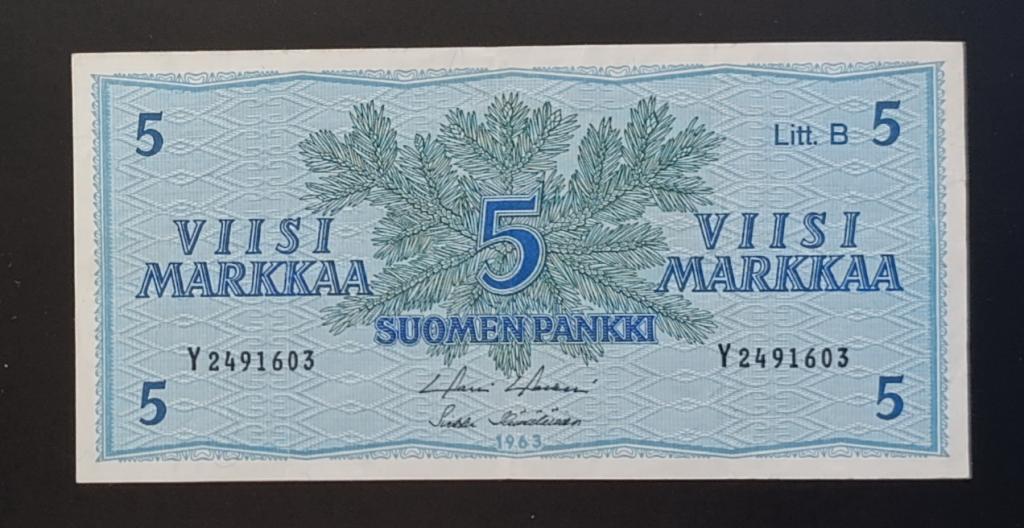 5
Litt. B 5
5
VIISI
MARKKAA
VIISI
MARKKAA
SUOMEN PANKKI
Y2491603
Y2491603
5
5
1963